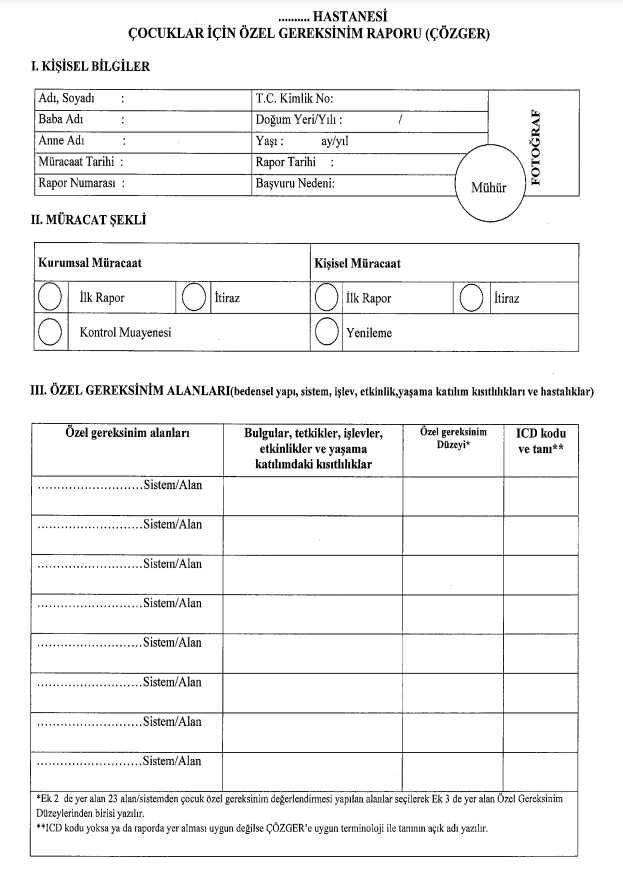 .......... HASTANESİ
ÇOCUKLAR İÇİN ÖZEL GEREKSİNİM RAPORU (ÇÖZGER)
I. KİŞİSEL BİLGİLER
Adı, Soyadı :
T.C. Kimlik No:
Baba Adı :
Doğum Yeri/Yılı : /
Anne Adı :
Yaşı : ay/yıl
Müracaat Tarihi :
Rapor Tarihi :
Rapor Numarası :
Başvuru Nedeni:
Mühür
FOTOĞRAF
II. MÜRACAT ŞEKLİ
Kurumsal Müracaat
Kişisel Müracaat
İlk Rapor
İtiraz
İlk Rapor
İtiraz
Kontrol Muayenesi
Yenileme
III. ÖZEL GEREKSİNİM ALANLARI(bedensel yapı, sistem, işlev, etkinlik,yaşama katılım kısıtlılıkları ve hastalıklar)
Özel gereksinim alanları
Bulgular, tetkikler, işlevler,
etkinlikler ve yaşama
katılımdaki kısıtlılıklar
Özel gereksinim
Düzeyi*
ICD kodu
ve tanı**
...........................Sistem/Alan
...........................Sistem/Alan
...........................Sistem/Alan
...........................Sistem/Alan
...........................Sistem/Alan
...........................Sistem/Alan
...........................Sistem/Alan
...........................Sistem/Alan
*Ek 2 de yer alan 23 alan/sistemden çocuk özel gereksinim değerlendirmesi yapılan alanlar seçilerek Ek 3 de yer alan Özel Gereksinim
Düzeylerinden birisi yazılır.
**ICD kodu yoksa ya da raporda yer alması uygun değilse ÇÖZGER'e uygun terminoloji ile tanının açık adı yazılır.